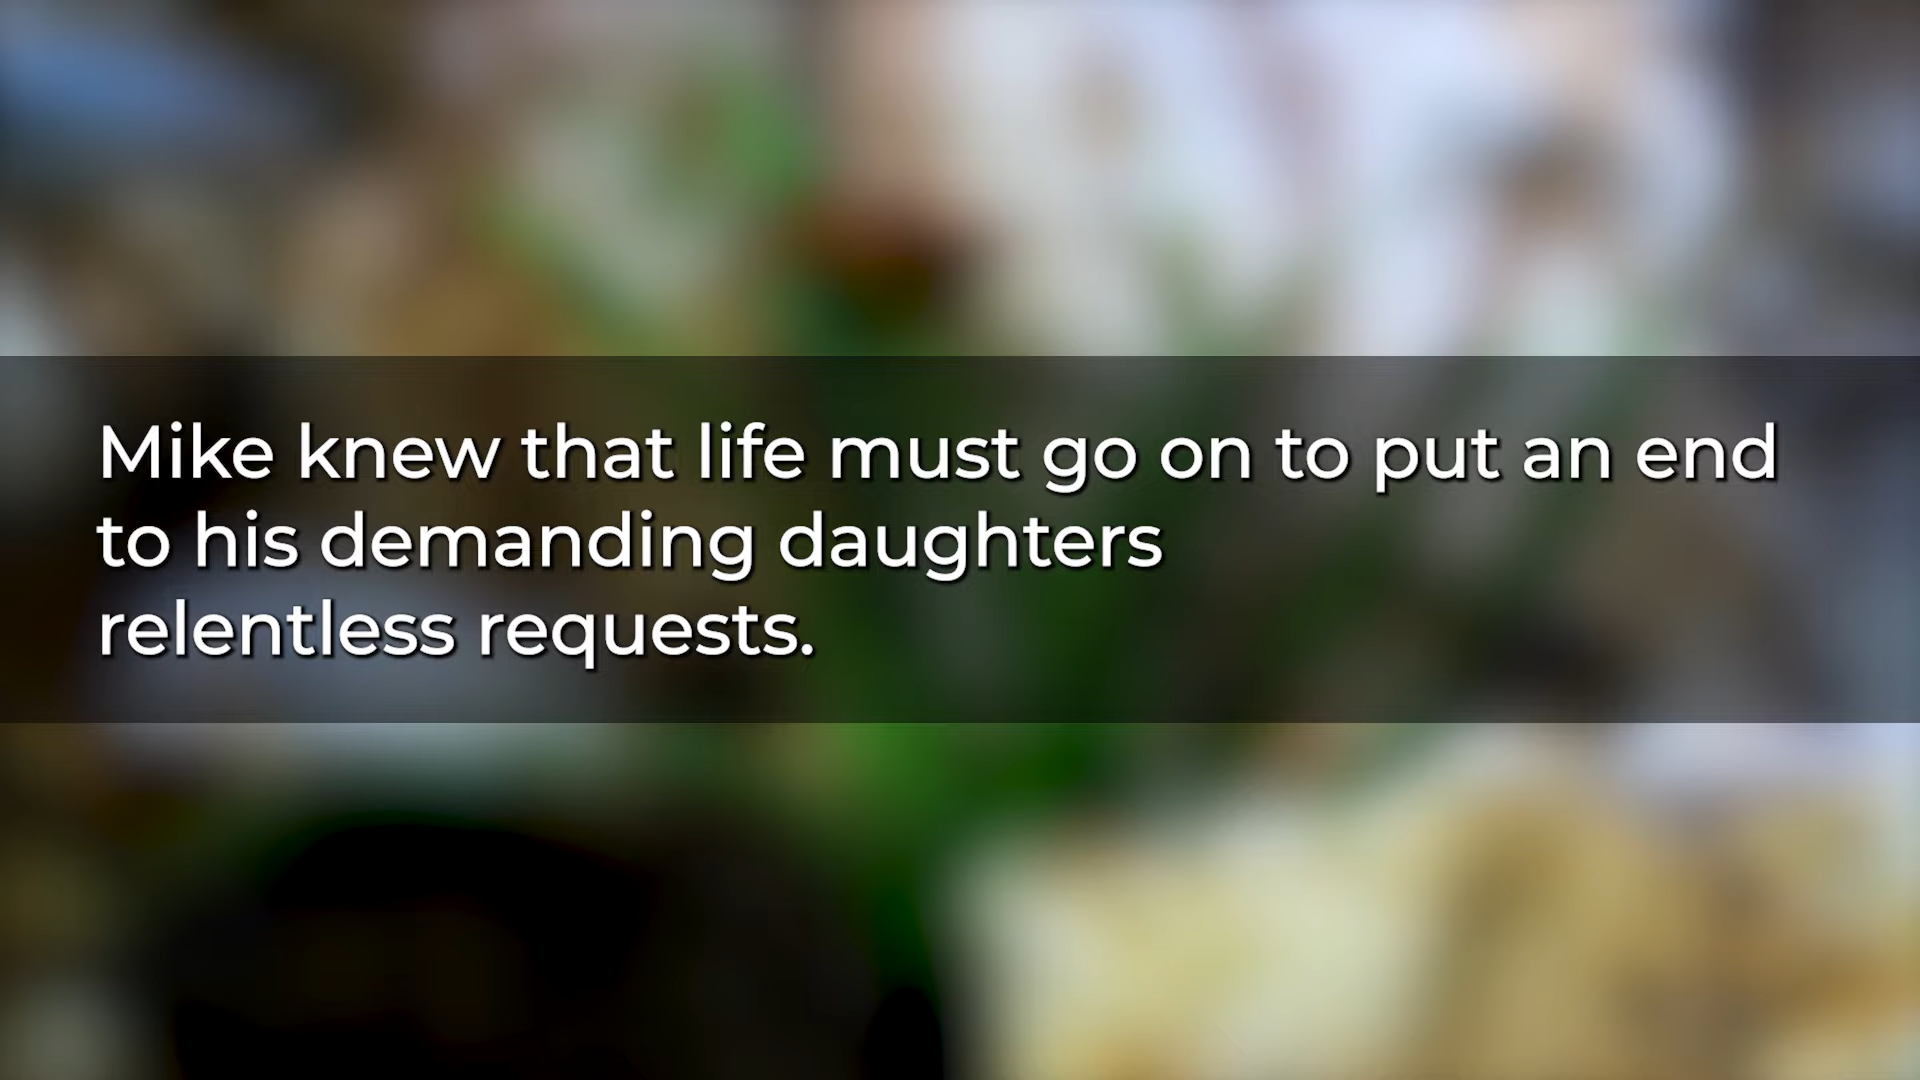 Mike knew that life must go on to put an end
to his demanding daughters
relentless requests.